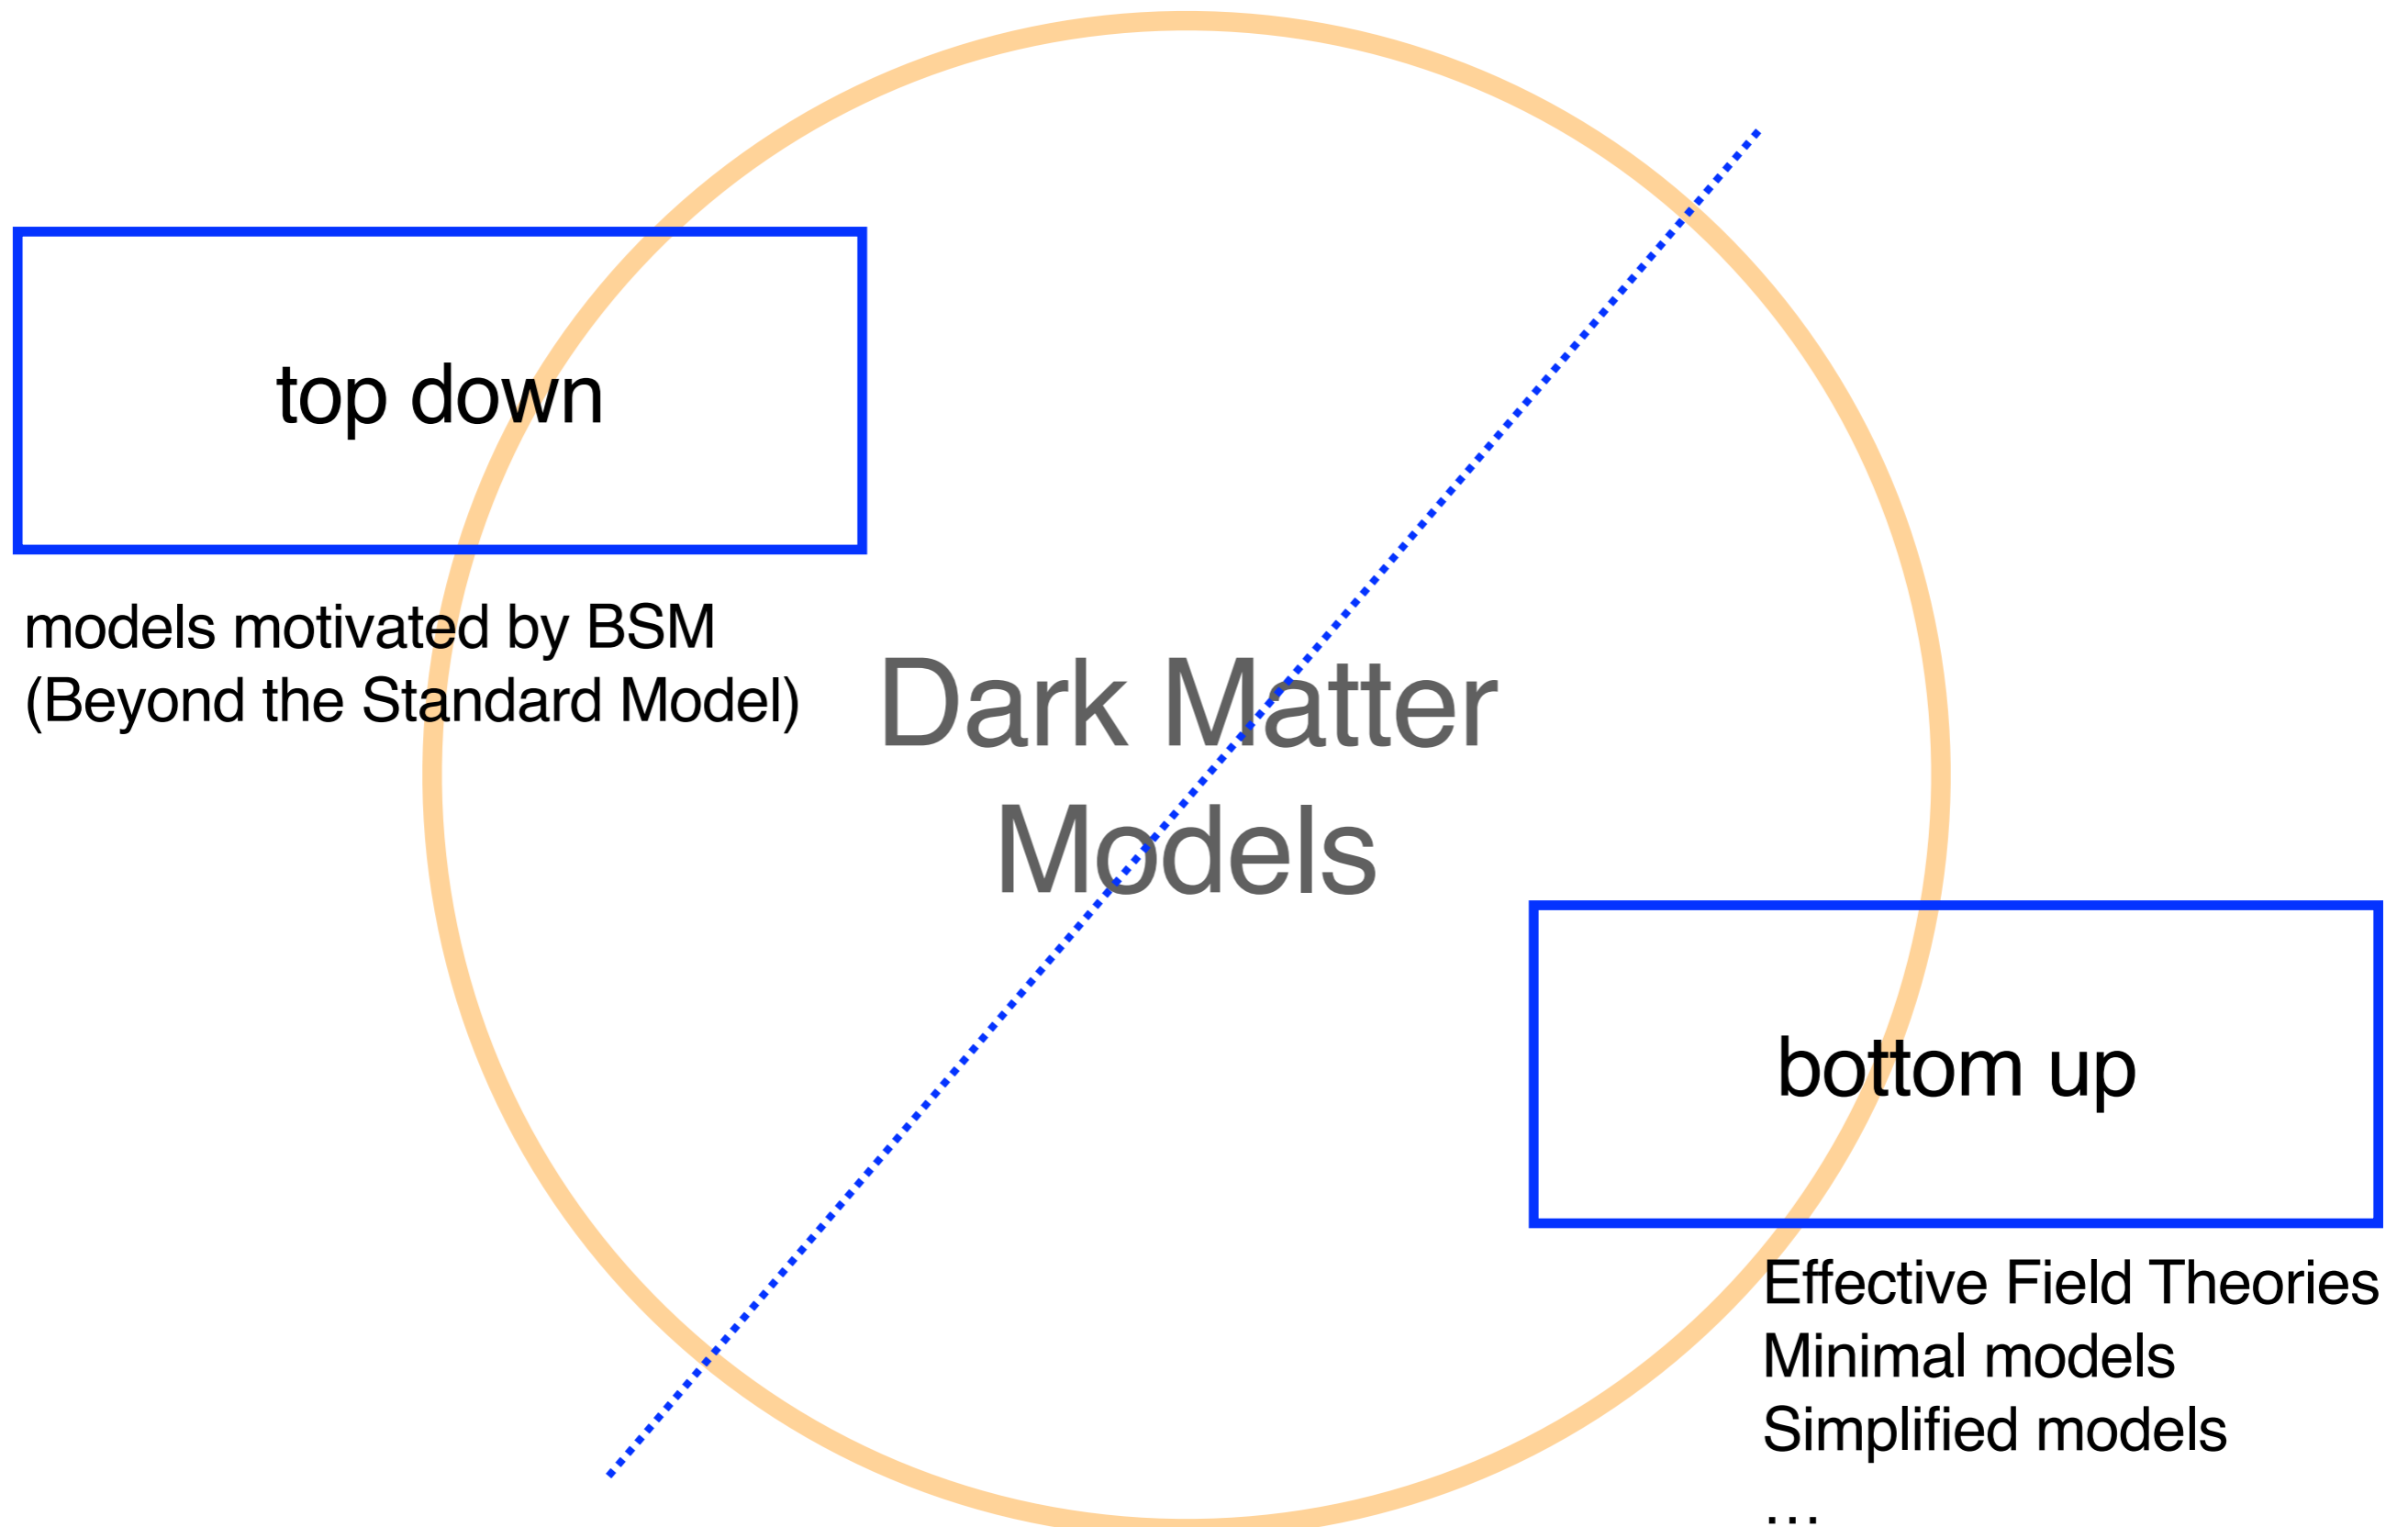 top down
models motivated by BSM
(Beyond the Standard Model)
Dark Matter
Models
bottom up
Effective Field Theories
Minimal models
Simplified models
…